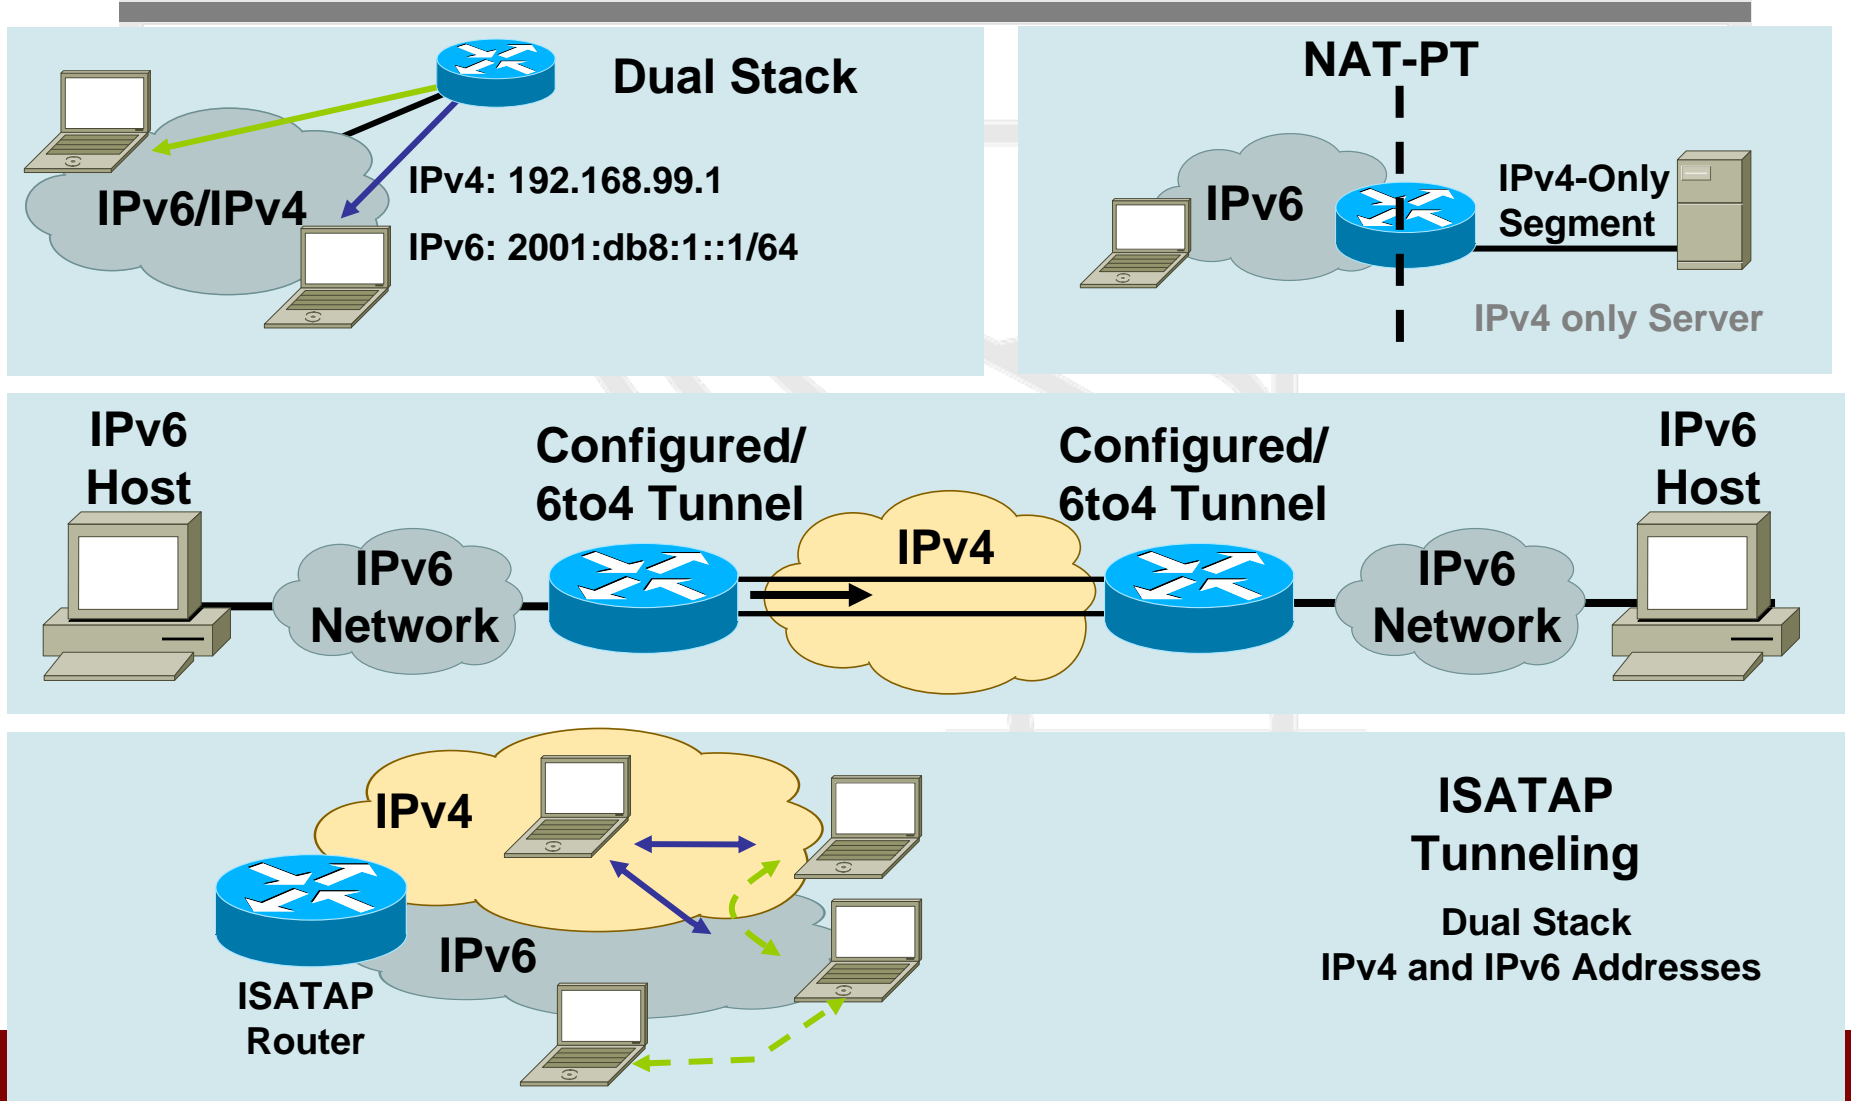 Dual Stack
IPv6/IPv4
IPv4: 192.168.99.1
IPv6: 2001:db8:1::1/64
NAT-PT
IPv6
IPv4-Only
Segment
IPv4 only Server
IPv6
Host
IPv6
Network
Configured/
6to4 Tunnel
IPv4
Configured/
6to4 Tunnel
IPv6
Network
IPv6
Host
IPv4
IPv6
ISATAP
Router
ISATAP
Tunneling
Dual Stack
IPv4 and IPv6 Addresses